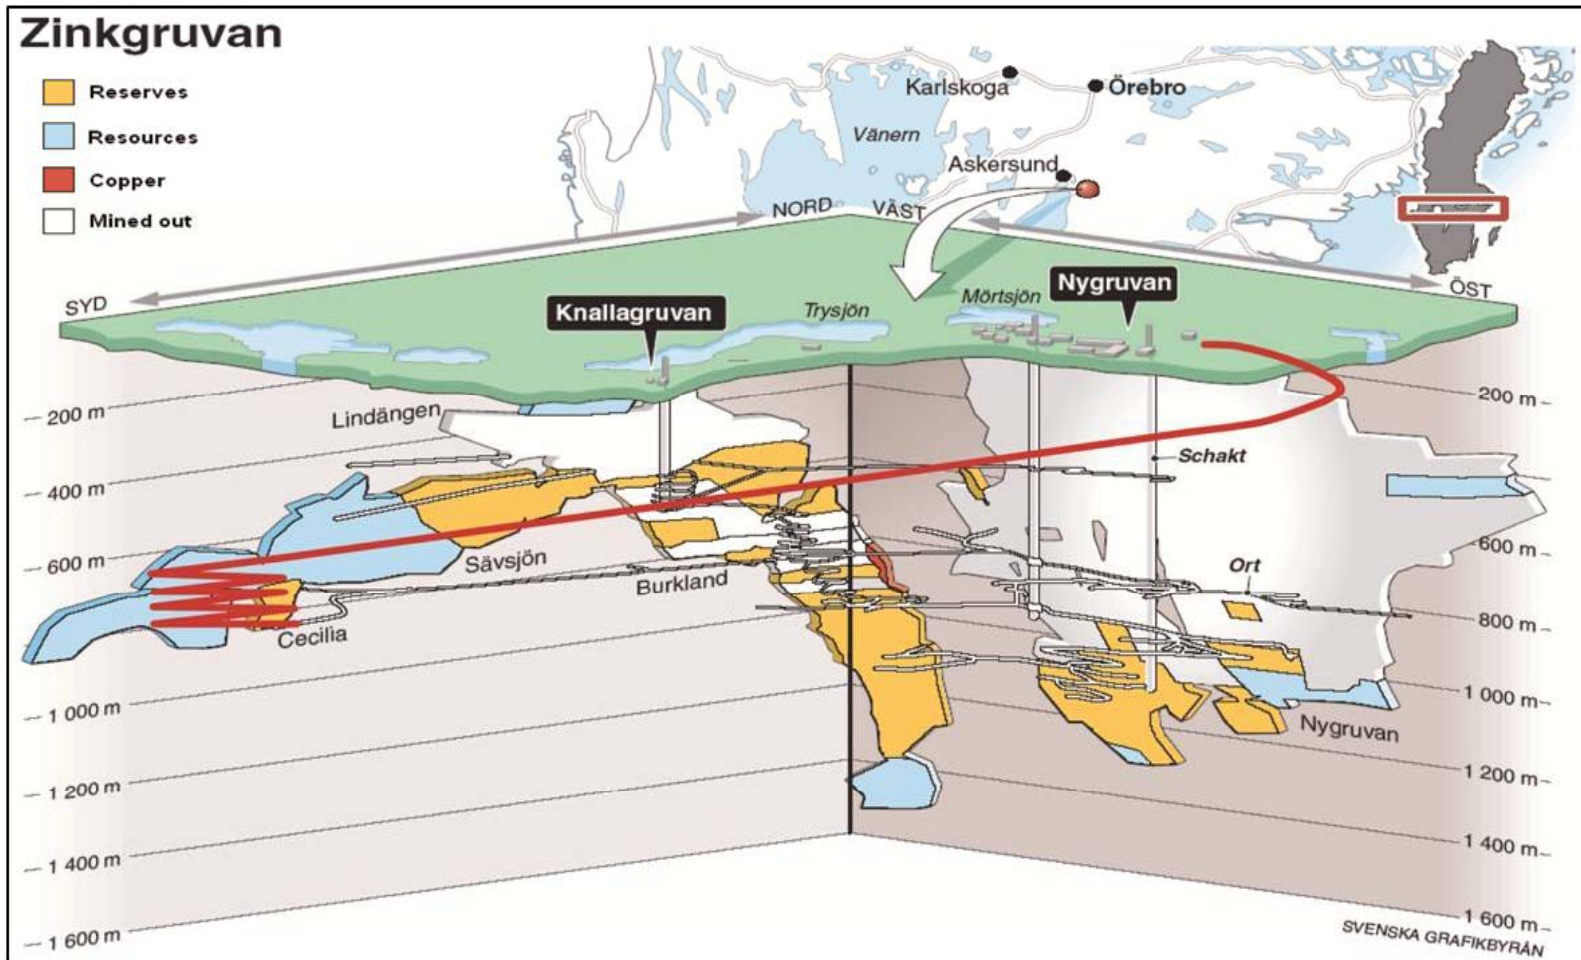 Zinkgruvan
Reserves
Resources
Copper
Mined out
Karlskoga
Örebro
Vänern
Askersund
NORD
VÄST
SYD
ÖST
Knallagruvan
Trysjön
Mörtsjön
Nygruvan
200 m
400 m
600 m
1 000 m
1 200 m
1 400 m
1 600 m
Lindängen
Sävsjön
Burkland
Cecilia
Schakt
Ort
Nygruvan
200 m
600 m
800 m
1 000 m
1 200 m
1 400 m
1 600 m
SVENSKA GRAFIKBYRÅN